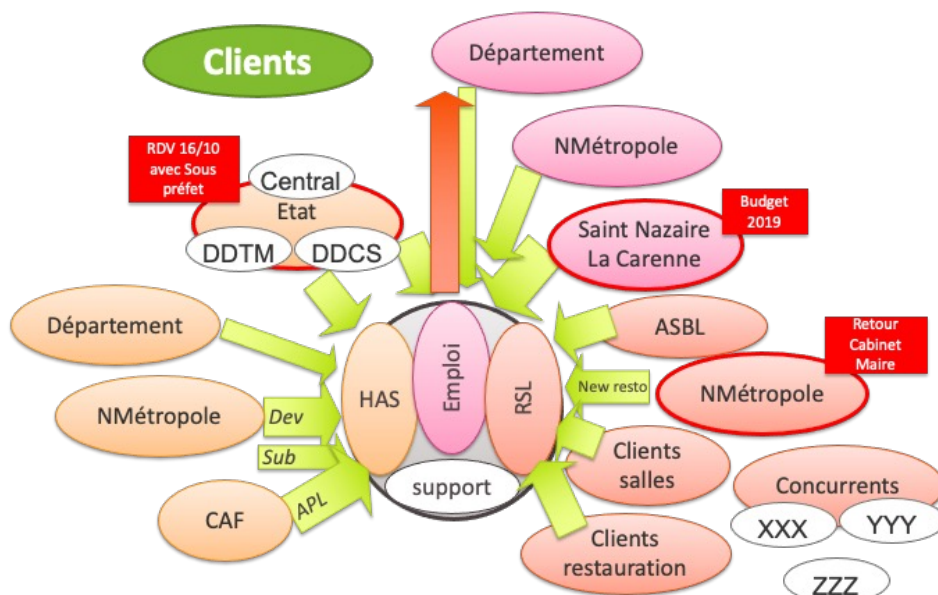 Clients
Département
NMétropole
RDV 16/10
avec Sous
préfet
Central
Etat
DDTM
DDCS
Budget
2019
Saint Nazaire
La Carenne
Département
ASBL
Retour
Cabinet
Maire
HAS
Emploi
RSL
New resto
NMétropole
NMétropole
Dev
Sub
Clients
salles
support
CAF
APL
Concurrents
XXX
YYY
Clients
restauration
ZZZ